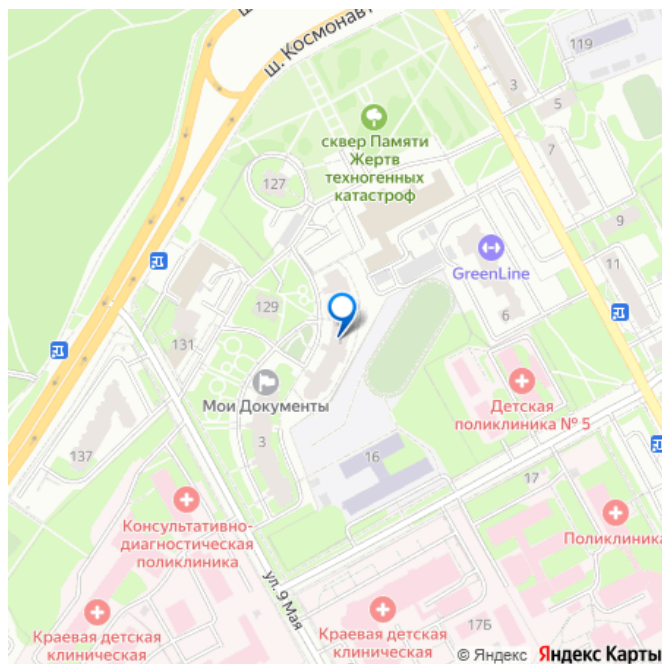 ш. Космонавт
119
3
5
сквер Памяти
Жертв
техногенных
катастроф
7
127
9
GreenLine
11
129
6
131
Мои Документы
Детская
поликлиника № 5
3
137
16
17
Консультативно-
диагностическая
поликлиника
Поликлиника
ул. 9 Мая
17Б
Краевая детская
клиническая
Краевая детская
клиническая
© Яндекс Яндекс Карты